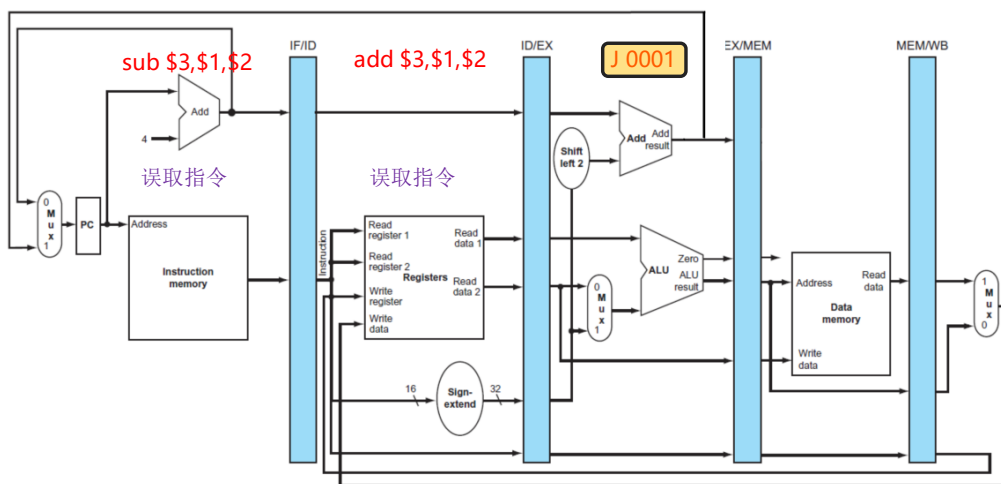 IF/ID
ID/EX
EX/MEM
MEM/WB
sub $3,$1,$2
add $3,$1,$2
J 0001
Add
4
Shift
left 2
Add
Add
result
误取指令
误取指令
0
M
u
x
1
PC
Address
Instruction
memory
Instruction
Read
register 1
Read
register 2
Registers
Write
register
Write
data
Read
data 1
Read
data 2
0
M
u
x
1
ALU
Zero
ALU
result
Address
Read
data
Data
memory
Write
data
1
M
u
x
0
16
Sign-
extend
32